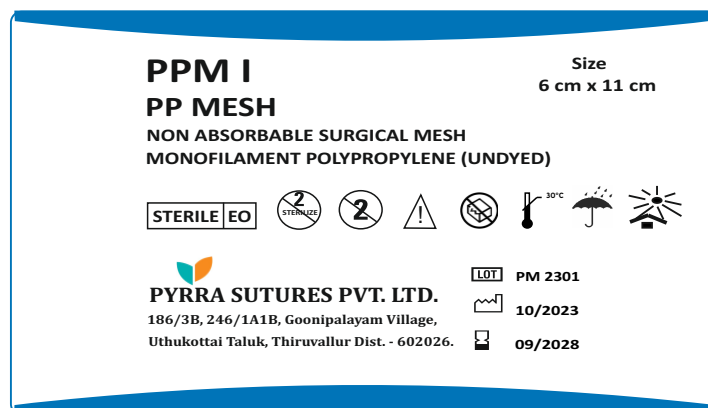 PPM I
Size
6 cm x 11 cm
PP MESH
NON ABSORBABLE SURGICAL MESH
MONOFILAMENT POLYPROPYLENE (UNDYED)
STERILE EO
2
STERILIZE
2
!
30°C
PYRRA SUTURES PVT. LTD.
186/3B, 246/1A1B, Goonipalayam Village,
Uthukottai Taluk, Thiruvallur Dist. - 602026.
LOT PM 2301
10/2023
09/2028